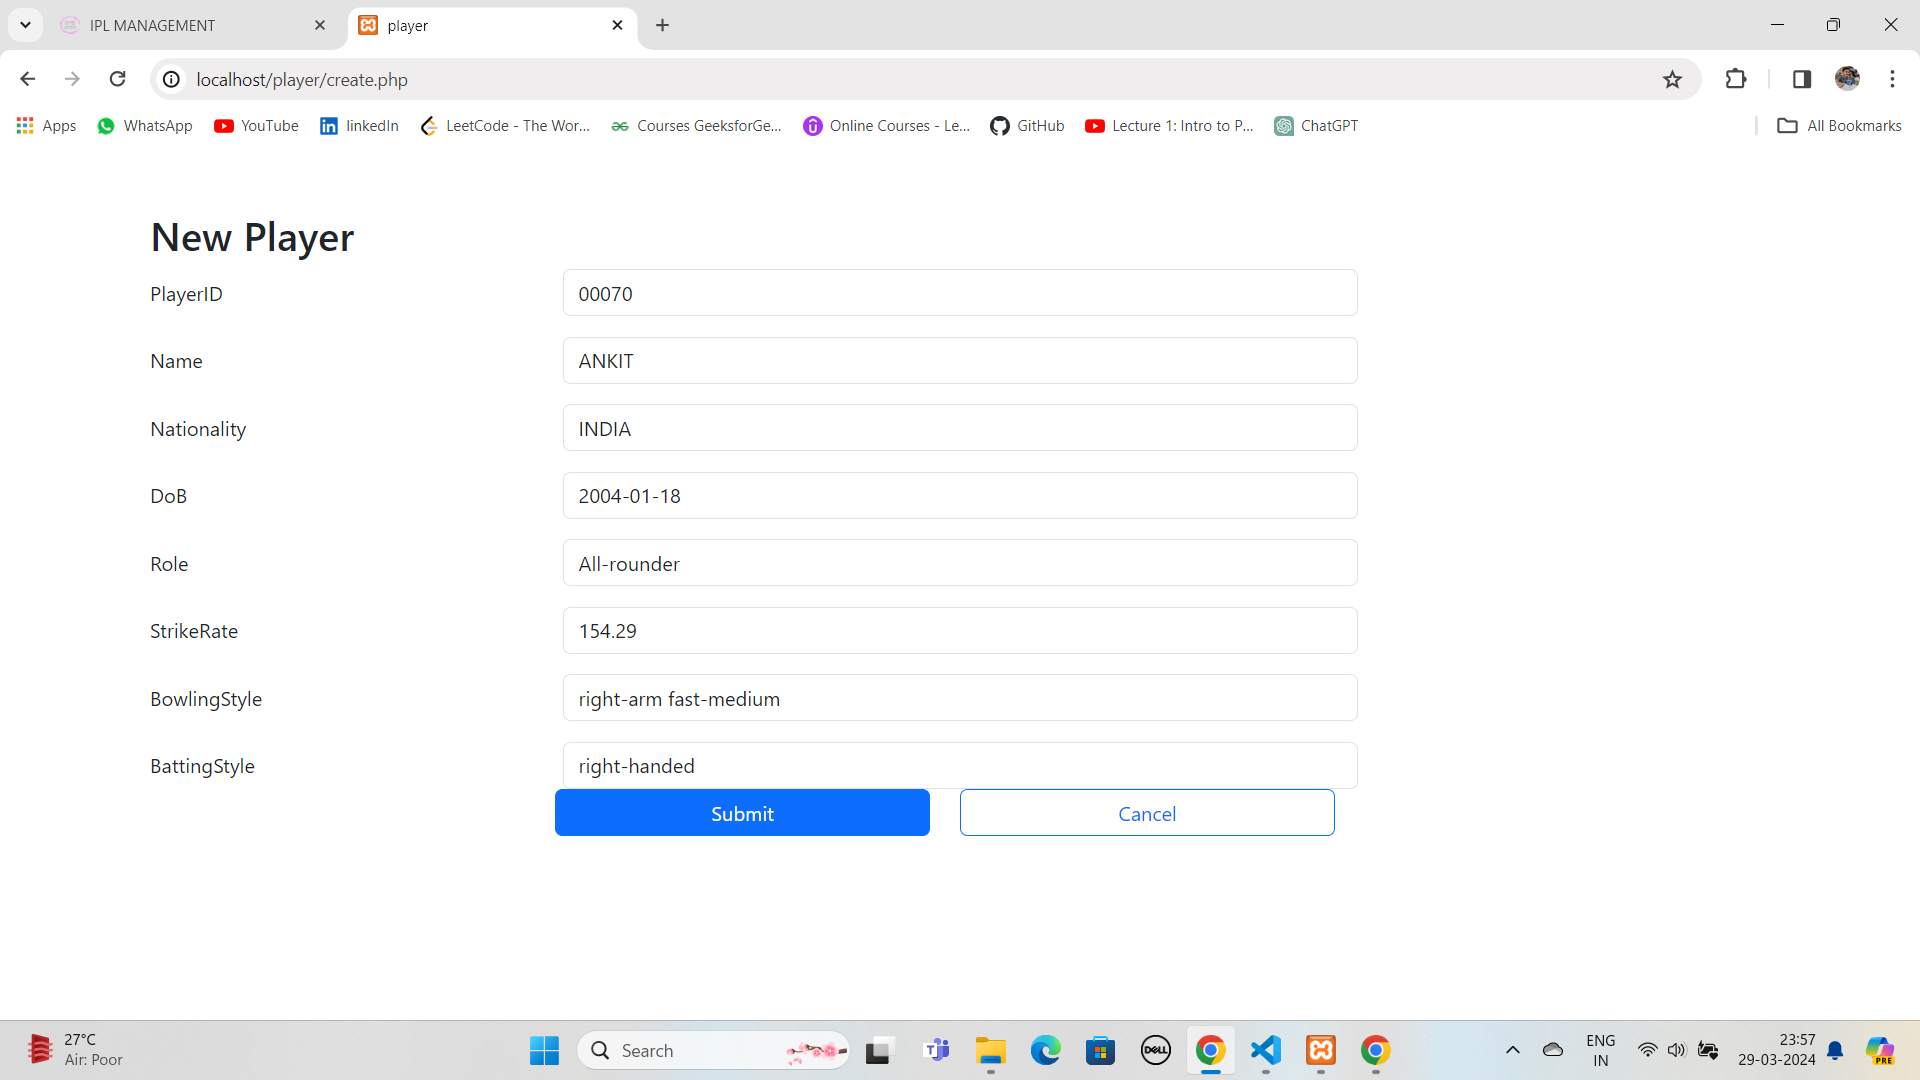 IPL MANAGEMENT
player
localhost/player/create.php
Apps WhatsApp YouTube linkedIn LeetCode - The Wor... Courses GeeksforGe... Online Courses - Le... GitHub Lecture 1: Intro to P... ChatGPT All Bookmarks
New Player
PlayerID 00070
Name ANKIT
Nationality INDIA
DoB 2004-01-18
Role All-rounder
StrikeRate 154.29
BowlingStyle right-arm fast-medium
BattingStyle right-handed
Submit Cancel
27°C
Air: Poor
Search
DELL
ENG
IN
23:57
29-03-2024
PRE